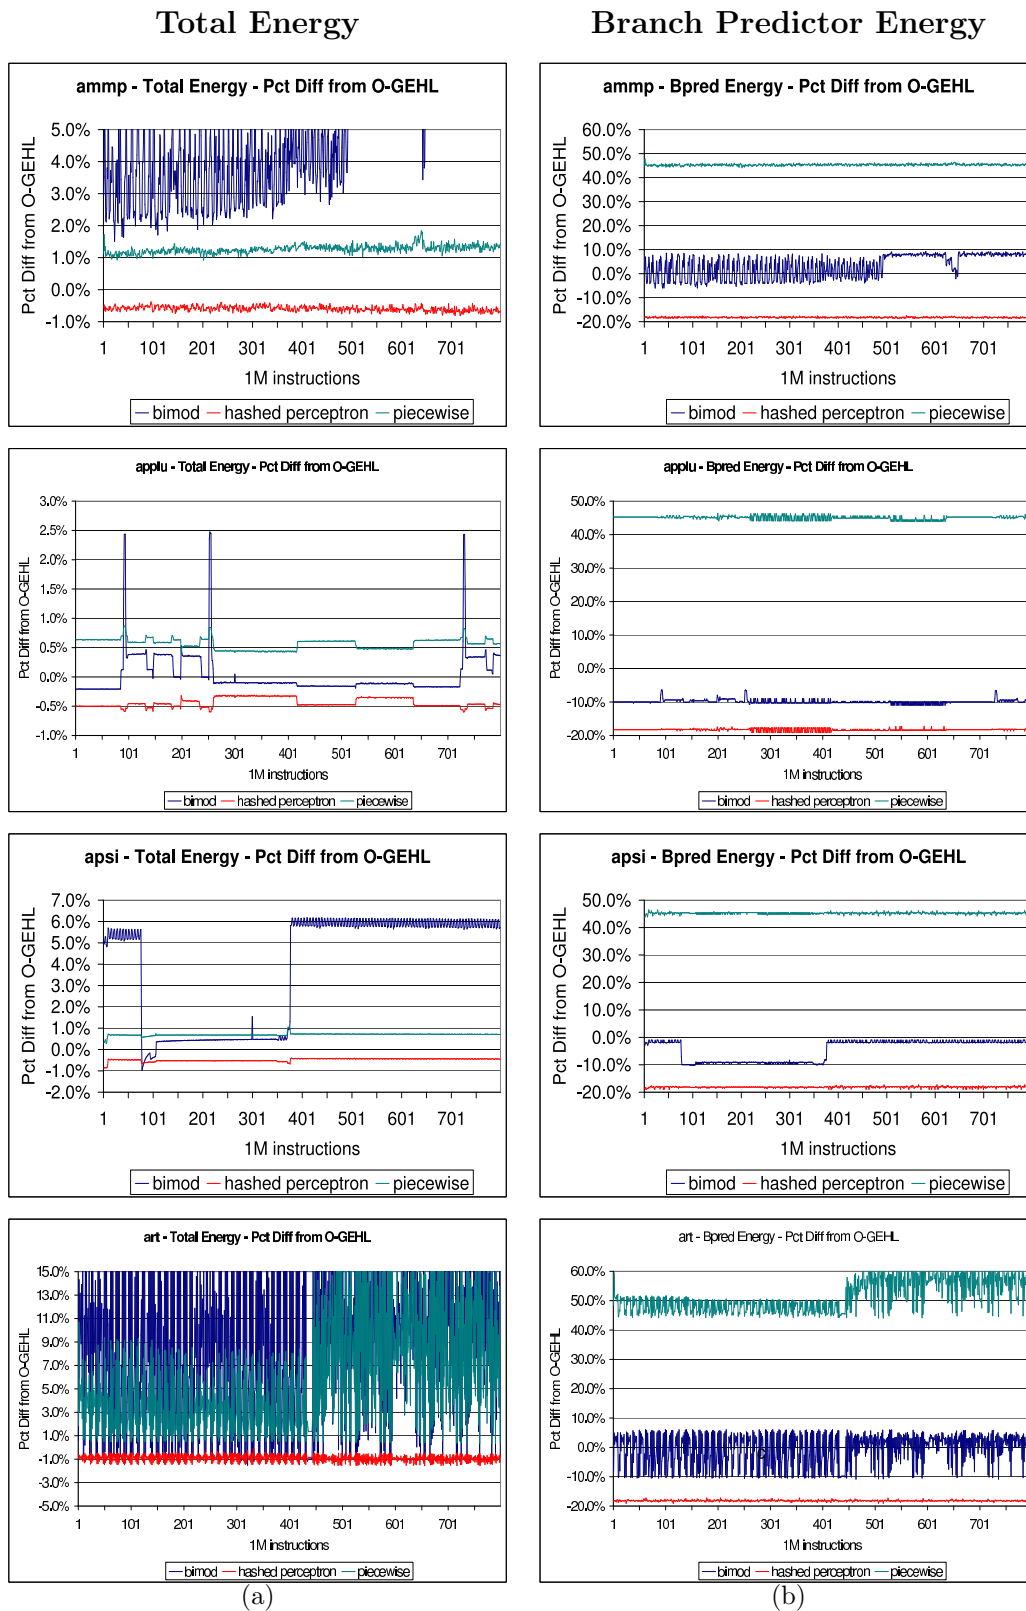 Total Energy
Branch Predictor Energy
ammp - Total Energy - Pct Diff from O-GEHL
Pct Diff from O-GEHL
5.0%
4.0%
3.0%
2.0%
1.0%
0.0%
-1.0%
1 101 201 301 401 501 601 701
1M instructions
bimod hashed perceptron piecewise
ammp - Bpred Energy - Pct Diff from O-GEHL
Pct Diff from O-GEHL
60.0%
50.0%
40.0%
30.0%
20.0%
10.0%
0.0%
-10.0%
-20.0%
1 101 201 301 401 501 601 701
1M instructions
bimod hashed perceptron piecewise
applu - Total Energy - Pct Diff from O-GEHL
Pct Diff from O-GEHL
3.0%
2.5%
2.0%
1.5%
1.0%
0.5%
0.0%
-0.5%
-1.0%
1 101 201 301 401 501 601 701
1M instructions
bimod hashed perceptron piecewise
applu - Bpred Energy - Pct Diff from O-GEHL
Pct Diff from O-GEHL
50.0%
40.0%
30.0%
20.0%
10.0%
0.0%
-10.0%
-20.0%
1 101 201 301 401 501 601 701
1M instructions
bimod hashed perceptron piecewise
apsi - Total Energy - Pct Diff from O-GEHL
Pct Diff from O-GEHL
7.0%
6.0%
5.0%
4.0%
3.0%
2.0%
1.0%
0.0%
-1.0%
-2.0%
1 101 201 301 401 501 601 701
1M instructions
bimod hashed perceptron piecewise
apsi - Bpred Energy - Pct Diff from O-GEHL
Pct Diff from O-GEHL
50.0%
40.0%
30.0%
20.0%
10.0%
0.0%
-10.0%
-20.0%
1 101 201 301 401 501 601 701
1M instructions
bimod hashed perceptron piecewise
art - Total Energy - Pct Diff from O-GEHL
Pct Diff from O-GEHL
15.0%
13.0%
11.0%
9.0%
7.0%
5.0%
3.0%
1.0%
-1.0%
-3.0%
-5.0%
1 101 201 301 401 501 601 701
1M instructions
bimod hashed perceptron piecewise
art - Bpred Energy - Pct Diff from O-GEHL
Pct Diff from O-GEHL
60.0%
50.0%
40.0%
30.0%
20.0%
10.0%
0.0%
-10.0%
-20.0%
c
1 101 201 301 401 501 601 701
1M instructions
bimod hashed perceptron piecewise
(a)
(b)